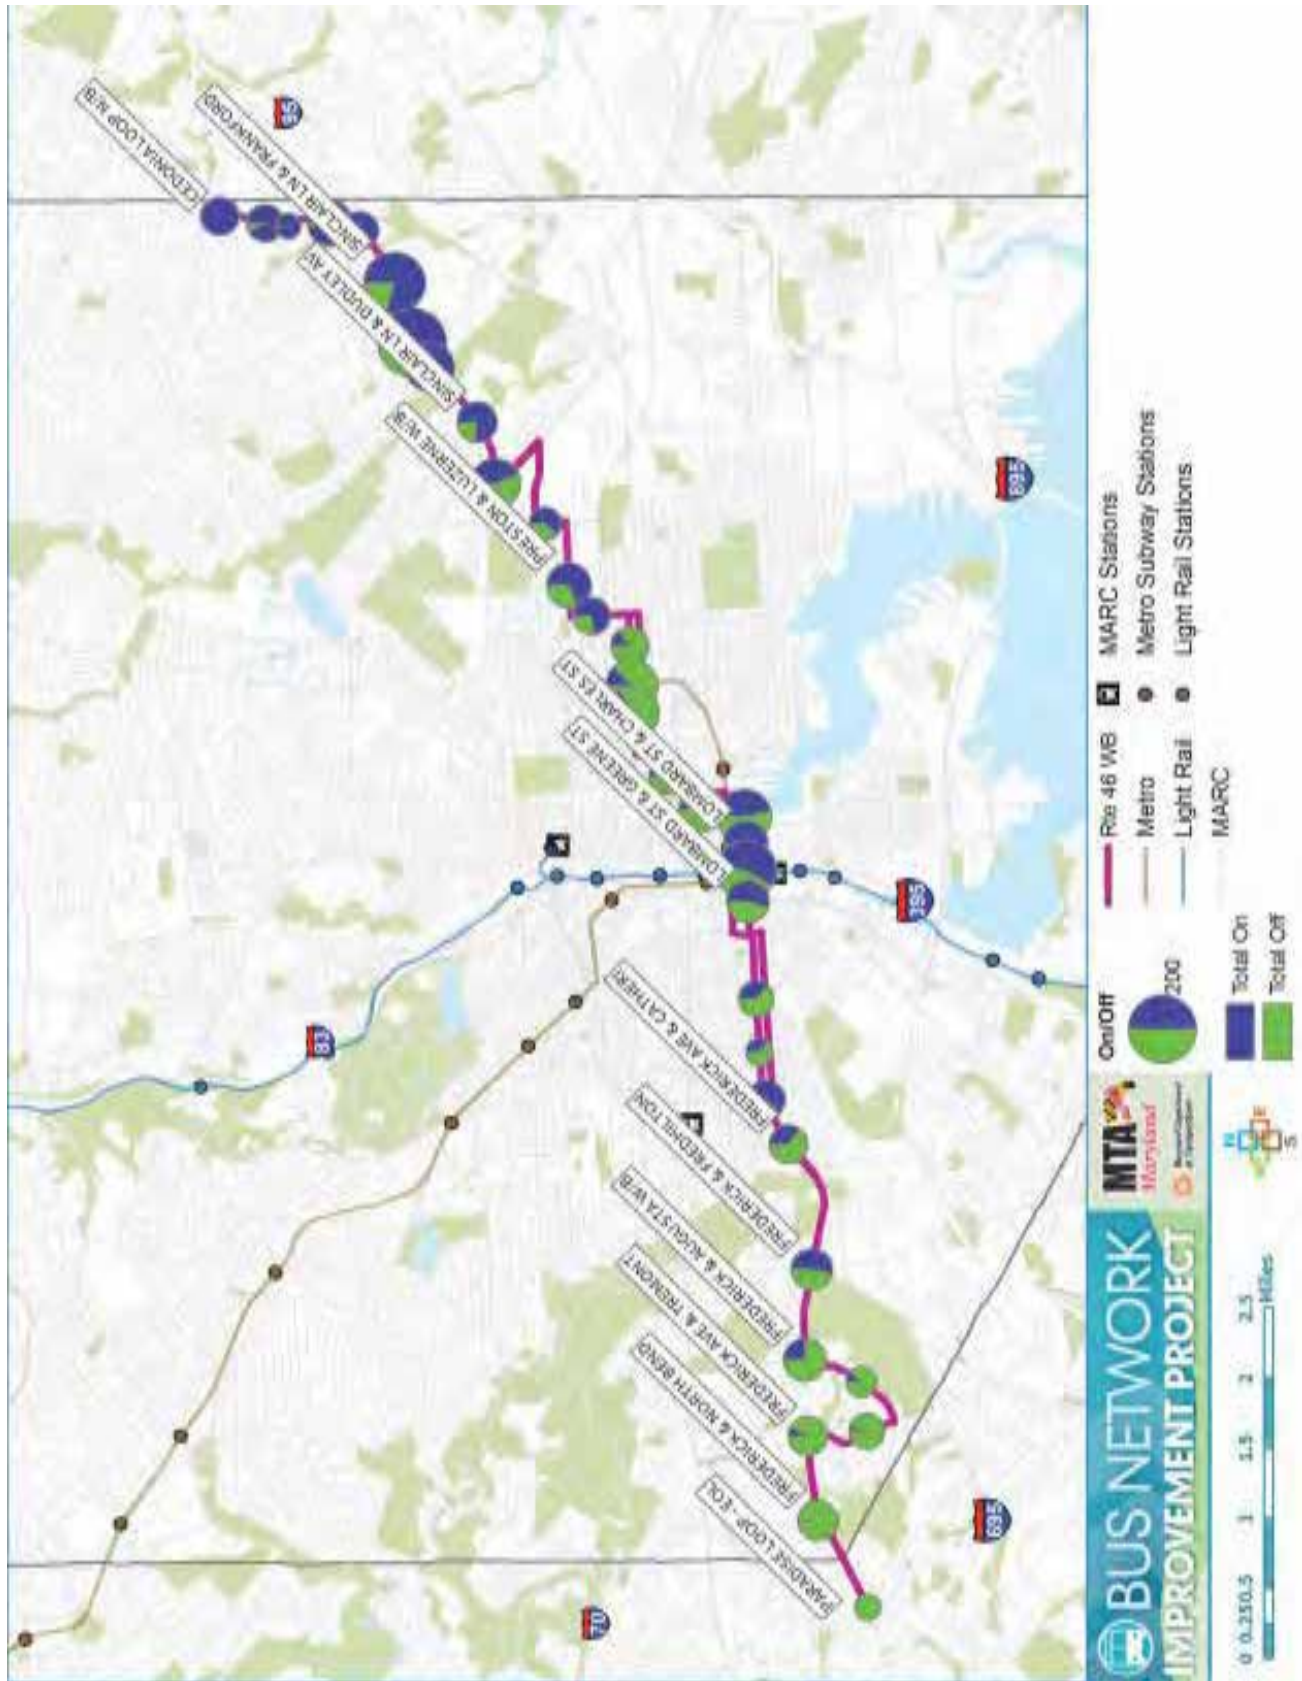 CEDONIA LOOP N/B
95
SINCLAIR LN & FRANKFORD
SINCLAIR LN & DUDLEY AV
PRESTON & LUZERNE W/B
LOMBARD ST & CHARLES ST
LOMBARD ST & GREENE ST
FREDERICK AVE & CATHERI
FREDERICK & FREDHILTON
FREDERICK & AUGUSTA W/B
FREDERICK AVE & TREMONT
FREDERICK & NORTH BEND
PARADISE LOOP-EOL
83
395
895
70
695
BUS NETWORK
IMPROVEMENT PROJECT
MTA
Maryland
0 0.25 0.5 1 1.5 2 2.5
Miles
N
E
S
On/Off
200
Total On
Total Off
Rte 46 WB
Metro
Light Rail
MARC
MARC Stations
Metro Subway Stations
Light Rail Stations